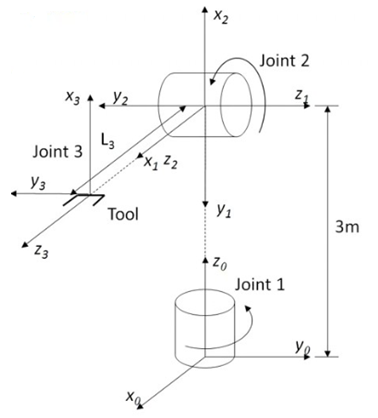 x2
Joint 2
x3
y2
z1
L3
Joint 3
x1 z2
y3
Tool
y1
3m
z3
z0
Joint 1
y0
x0